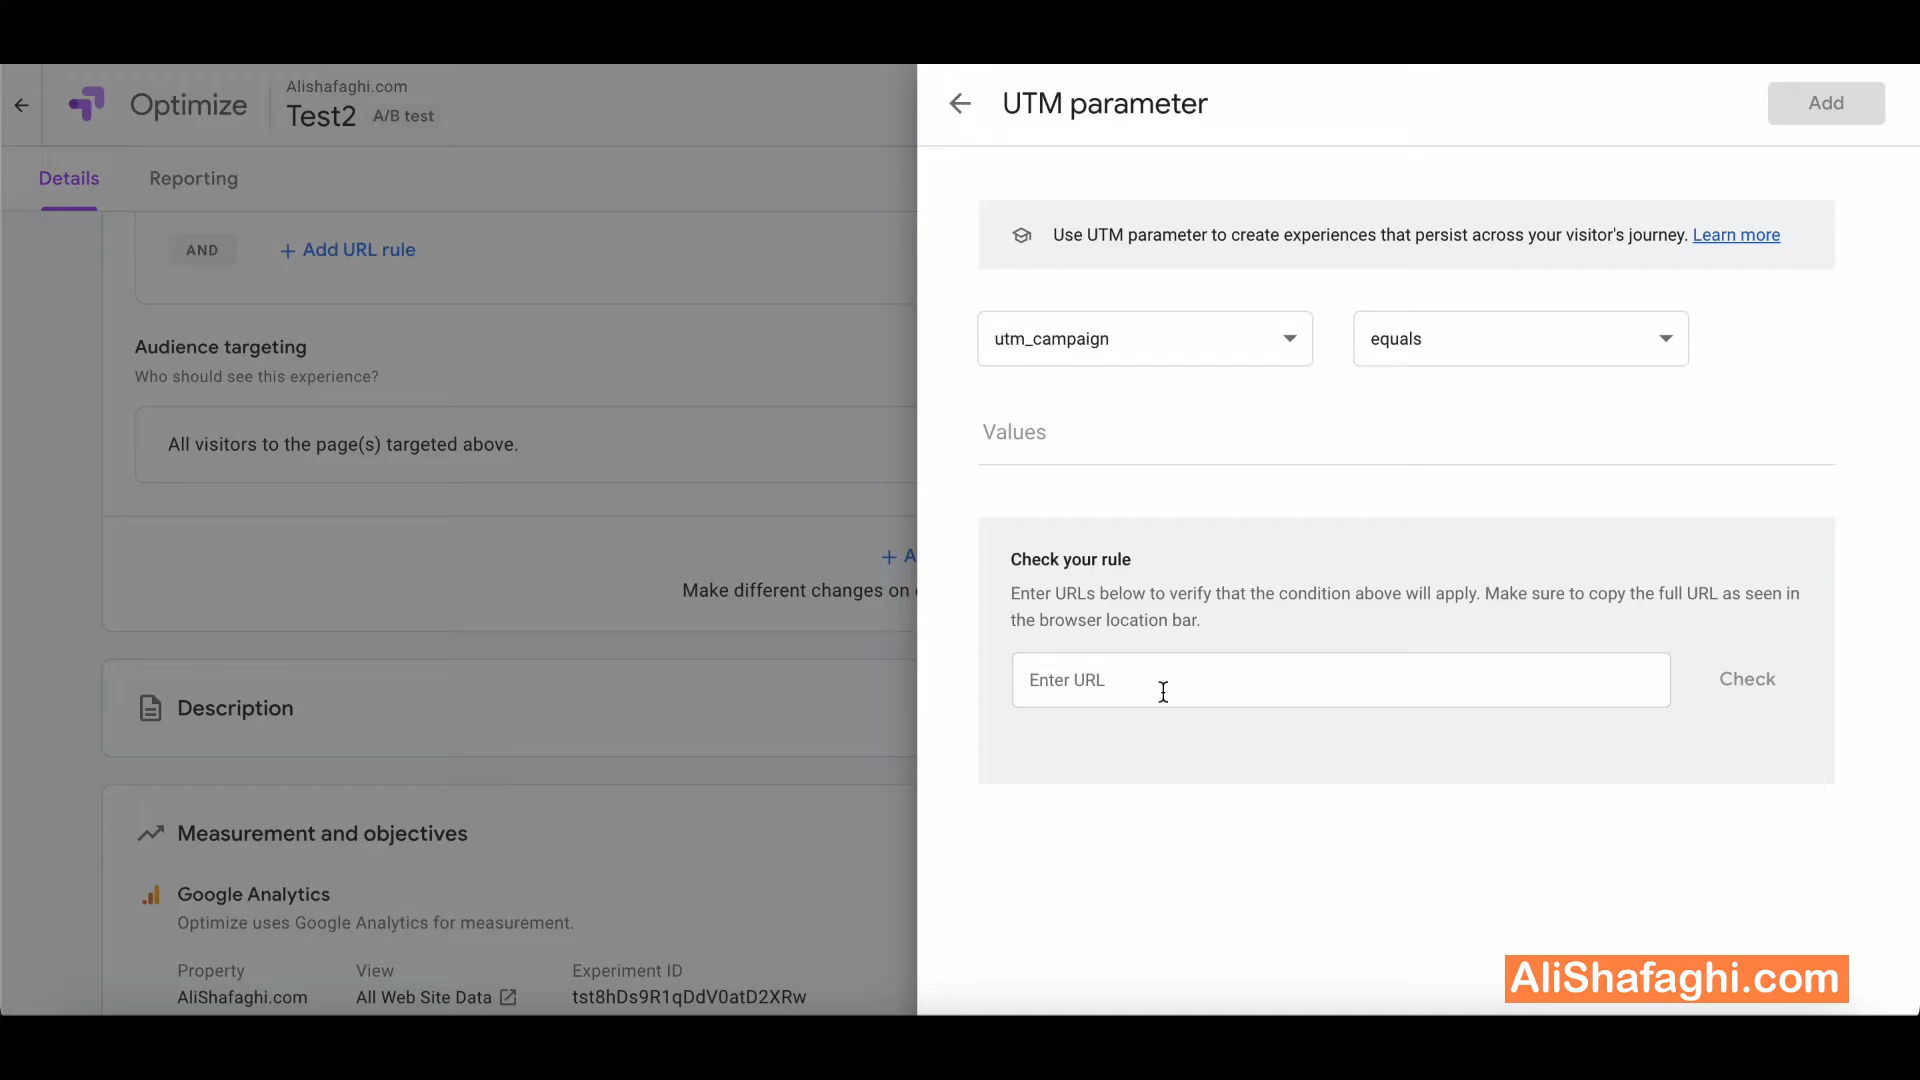 Optimize
Alishafaghi.com
Test2 A/B test
Details
Reporting
AND
+ Add URL rule
Audience targeting
Who should see this experience?
All visitors to the page(s) targeted above.
+ A
Make different changes on
Description
Measurement and objectives
Google Analytics
Optimize uses Google Analytics for measurement.
Property
View
Experiment ID
AliShafaghi.com
All Web Site Data
tst8hDs9R1qDdV0atD2XRw
UTM parameter
Add
Use UTM parameter to create experiences that persist across your visitor's journey. Learn more
utm_campaign
equals
Values
Check your rule
Enter URLs below to verify that the condition above will apply. Make sure to copy the full URL as seen in
the browser location bar.
Enter URL
Check
AliShafaghi.com